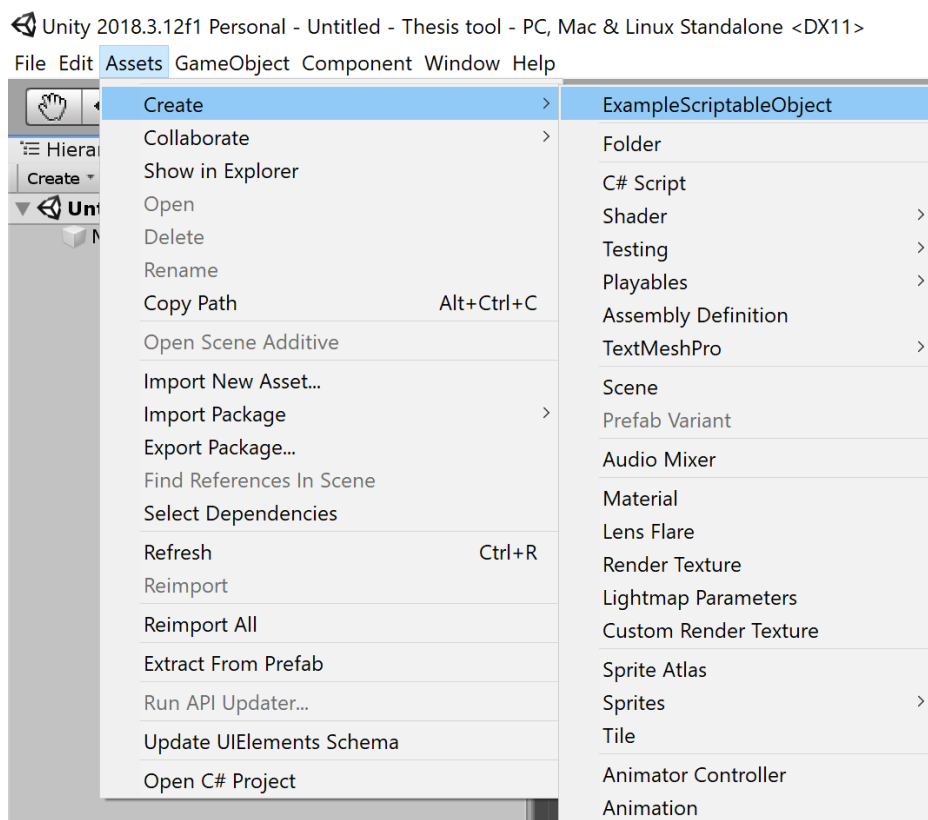 Unity 2018.3.12f1 Personal - Untitled - Thesis tool - PC, Mac & Linux Standalone <DX11>
File Edit Assets GameObject Component Window Help
Create
Collaborate
Show in Explorer
Open
Delete
Rename
Copy Path Alt+Ctrl+C
Open Scene Additive
Import New Asset...
Import Package
Export Package...
Find References In Scene
Select Dependencies
Refresh Ctrl+R
Reimport
Reimport All
Extract From Prefab
Run API Updater...
Update UIElements Schema
Open C# Project
ExampleScriptableObject
Folder
C# Script
Shader
Testing
Playables
Assembly Definition
TextMeshPro
Scene
Prefab Variant
Audio Mixer
Material
Lens Flare
Render Texture
Lightmap Parameters
Custom Render Texture
Sprite Atlas
Sprites
Tile
Animator Controller
Animation
Create